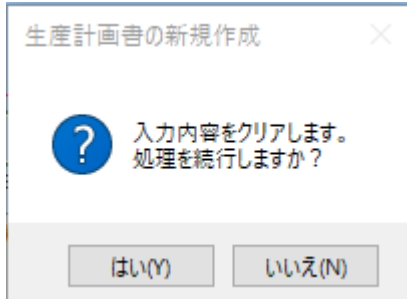 生産計画書の新規作成
入力内容をクリアします。
処理を続行しますか？
はい(Y)
いいえ(N)